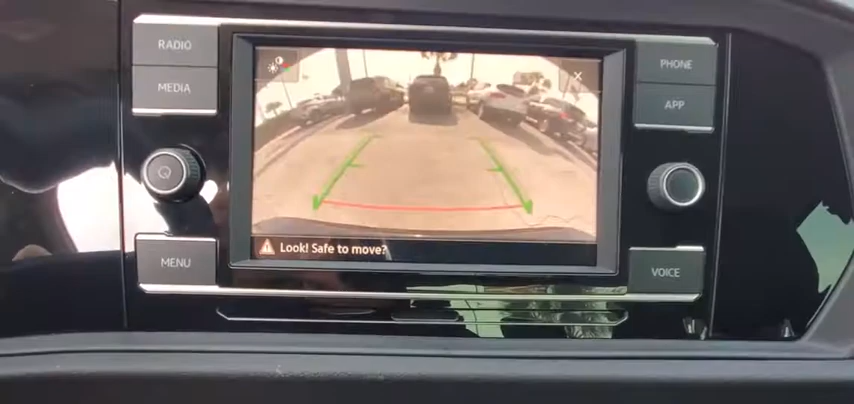 RADIO
MEDIA
MENU
Look! Safe to move?
PHONE
APP
VOICE